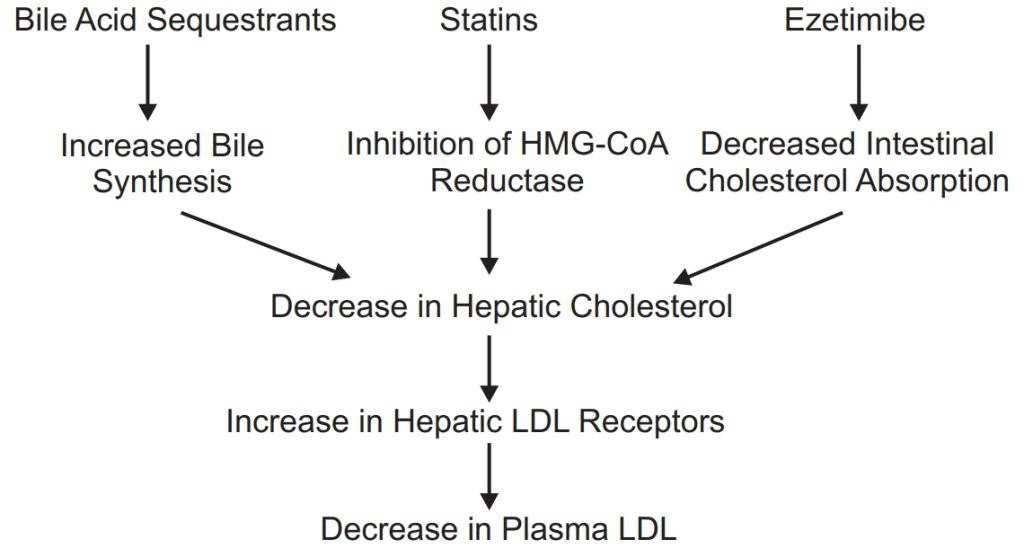 Bile Acid Sequestrants
Statins
Ezetimibe
Increased Bile
Synthesis
Inhibition of HMG-CoA
Reductase
Decreased Intestinal
Cholesterol Absorption
Decrease in Hepatic Cholesterol
Increase in Hepatic LDL Receptors
Decrease in Plasma LDL